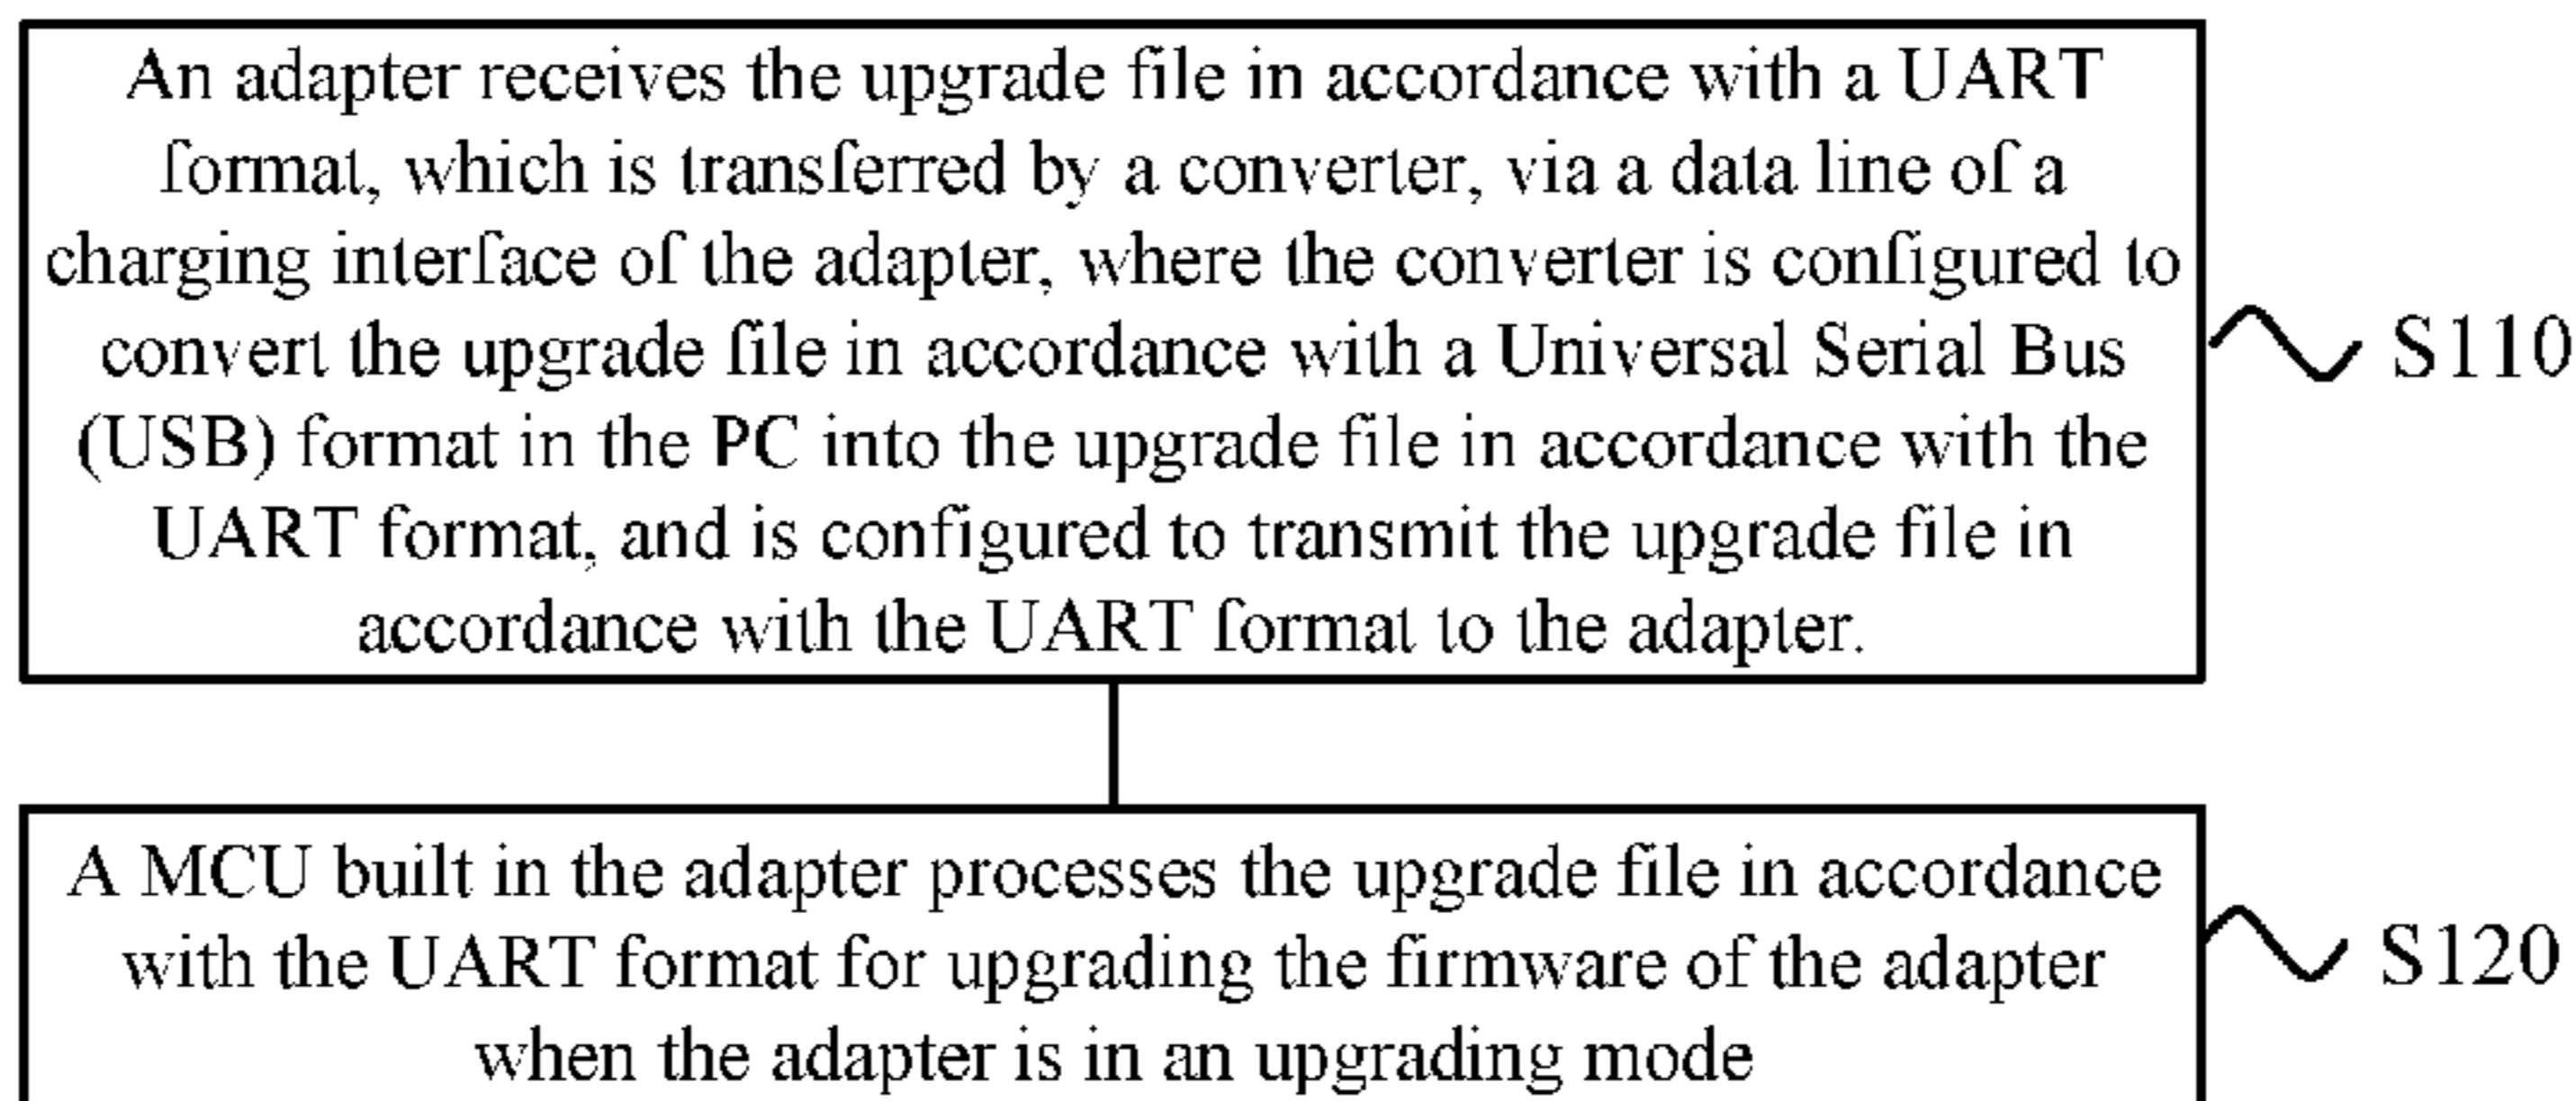 An adapter receives the upgrade file in accordance with a UART
format, which is transferred by a converter, via a data line of a
charging interface of the adapter, where the converter is configured to
convert the upgrade file in accordance with a Universal Serial Bus
(USB) format in the PC into the upgrade file in accordance with the
UART format, and is configured to transmit the upgrade file in
accordance with the UART format to the adapter.
S110
A MCU built in the adapter processes the upgrade file in accordance
with the UART format for upgrading the firmware of the adapter
when the adapter is in an upgrading mode
S120